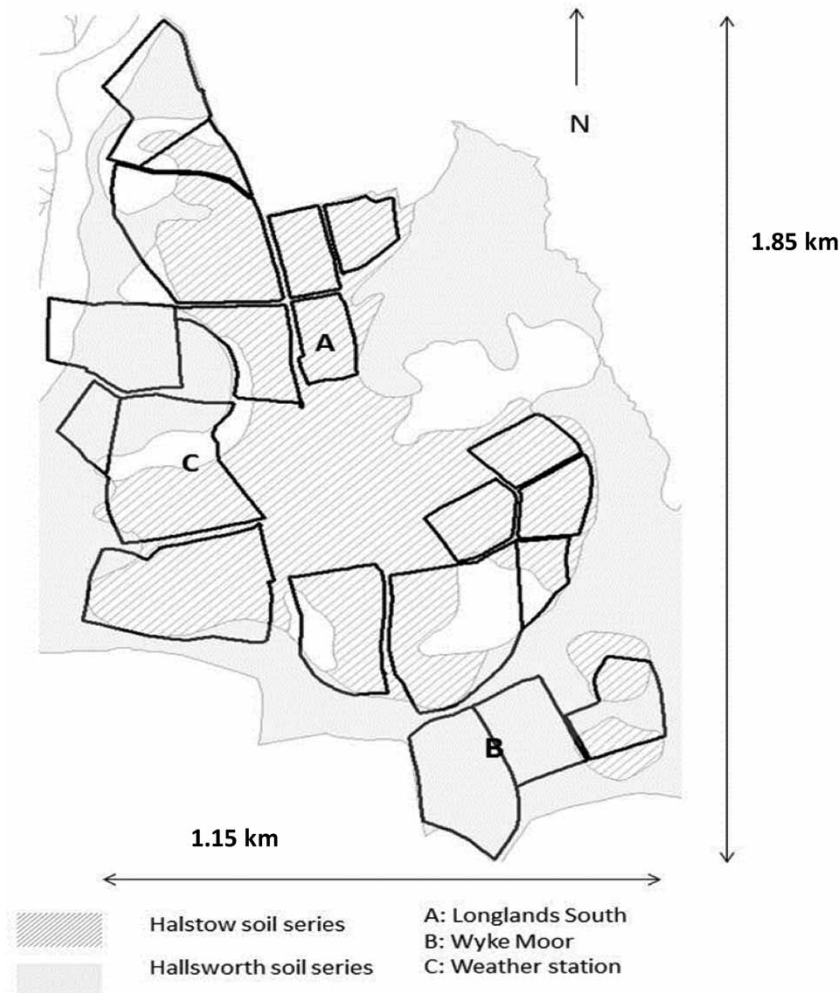 N
1.85 km
A
C
B
1.15 km
Halstow soil series
Hallsworth soil series
A: Longlands South
B: Wyke Moor
C: Weather station